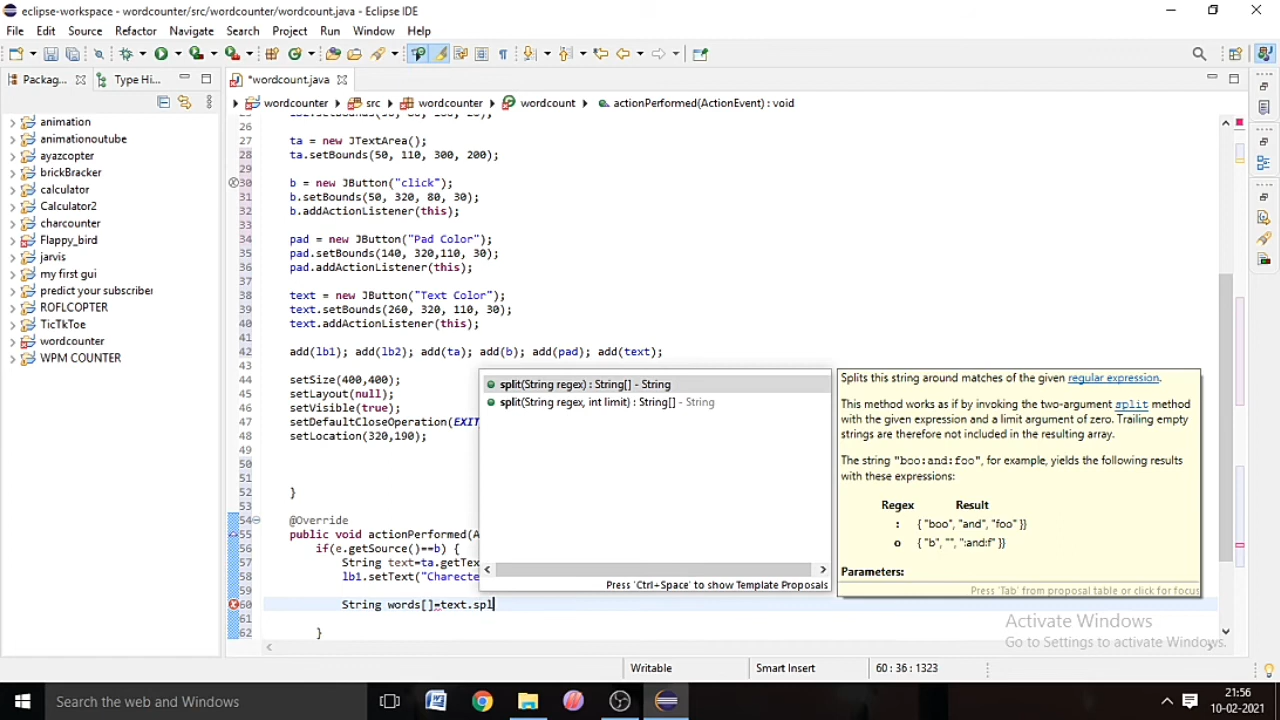 eclipse-workspace - wordcounter/src/wordcounter/wordcount.java - Eclipse IDE
File Edit Source Refactor Navigate Search Project Run Window Help
Packag... Type Hi... *wordcount.java
wordcounter src wordcounter wordcount actionPerformed(ActionEvent) : void
animation
animationoutube
ayazcopter
brickBracker
calculator
Calculator2
charcounter
Flappy_bird
jarvis
my first gui
predict your subscriber
ROFLCOPTER
TicTkToe
wordcounter
WPM COUNTER
26
27 ta = new JTextArea();
28 ta.setBounds(50, 110, 300, 200);
29
30 b = new JButton("click");
31 b.setBounds(50, 320, 80, 30);
32 b.addActionListener(this);
33
34 pad = new JButton("Pad Color");
35 pad.setBounds(140, 320,110, 30);
36 pad.addActionListener(this);
37
38 text = new JButton("Text Color");
39 text.setBounds(260, 320, 110, 30);
40 text.addActionListener(this);
41
42 add(lb1); add(lb2); add(ta); add(b); add(pad); add(text);
43
44 setSize(400,400);
45 setLayout(null);
46 setVisible(true);
47 setDefaultCloseOperation(EXIT
48 setLocation(320,190);
49
50
51
52 }
53
54 @Override
55 public void actionPerformed(A
56 if(e.getSource()==b) {
57 String text=ta.getTex
58 lb1.setText("Charecte
59
60 String words[]=text.spl
61
62 }
split(String regex) : String[] - String
split(String regex, int limit) : String[] - String
Press 'Ctrl+Space' to show Template Proposals
Splits this string around matches of the given regular expression.
This method works as if by invoking the two-argument split method
with the given expression and a limit argument of zero. Trailing empty
strings are therefore not included in the resulting array.
The string "boo:and:foo", for example, yields the following results
with these expressions:
Regex Result
: { "boo", "and", "foo" }}
o { "b", "", ":and:f" }}
Parameters:
Press 'Tab' from proposal table or click for focus
Activate Windows
Go to Settings to activate Windows.
Writable Smart Insert 60 : 36 : 1323
Search the web and Windows
21:56
10-02-2021